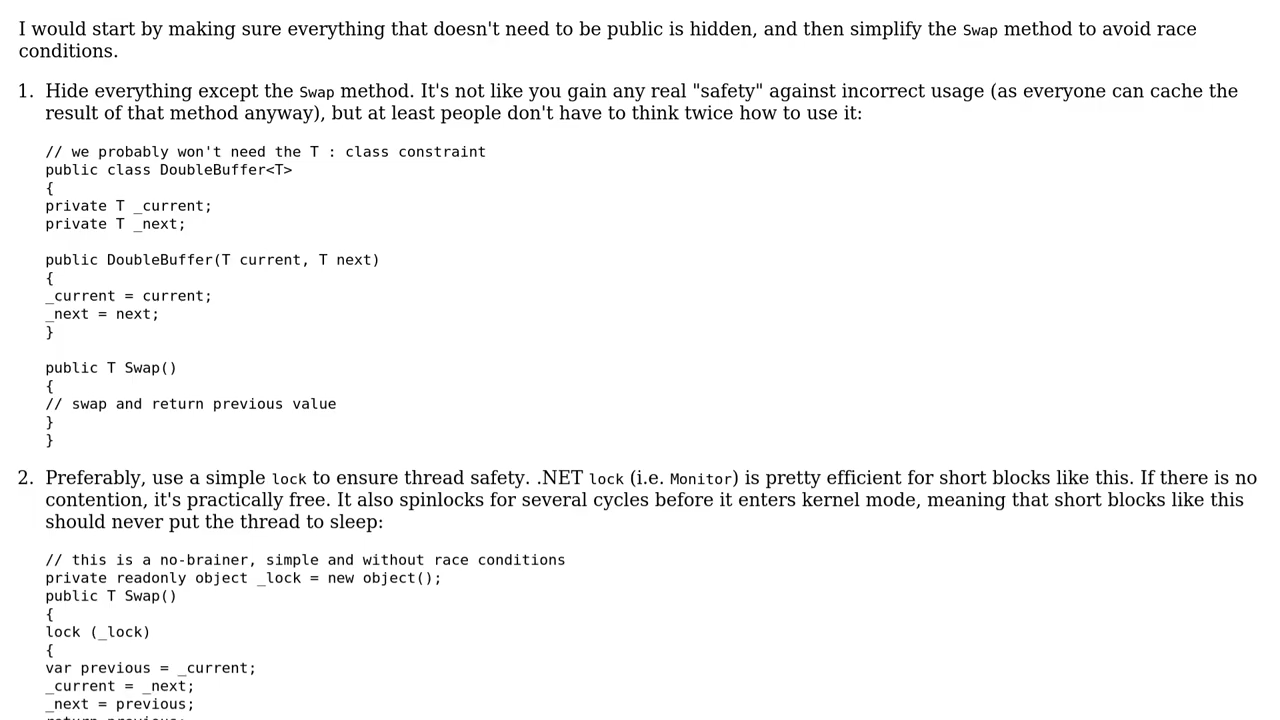 I would start by making sure everything that doesn't need to be public is hidden, and then simplify the Swap method to avoid race
conditions.
1. Hide everything except the Swap method. It's not like you gain any real "safety" against incorrect usage (as everyone can cache the
result of that method anyway), but at least people don't have to think twice how to use it:
// we probably won't need the T : class constraint
public class DoubleBuffer<T>
{
private T _current;
private T _next;
public DoubleBuffer(T current, T next)
{
_current = current;
_next = next;
}
public T Swap()
{
// swap and return previous value
}
}
2. Preferably, use a simple lock to ensure thread safety. .NET lock (i.e. Monitor) is pretty efficient for short blocks like this. If there is no
contention, it's practically free. It also spinlocks for several cycles before it enters kernel mode, meaning that short blocks like this
should never put the thread to sleep:
// this is a no-brainer, simple and without race conditions
private readonly object _lock = new object();
public T Swap()
{
lock (_lock)
{
var previous = _current;
_current = _next;
_next = previous;